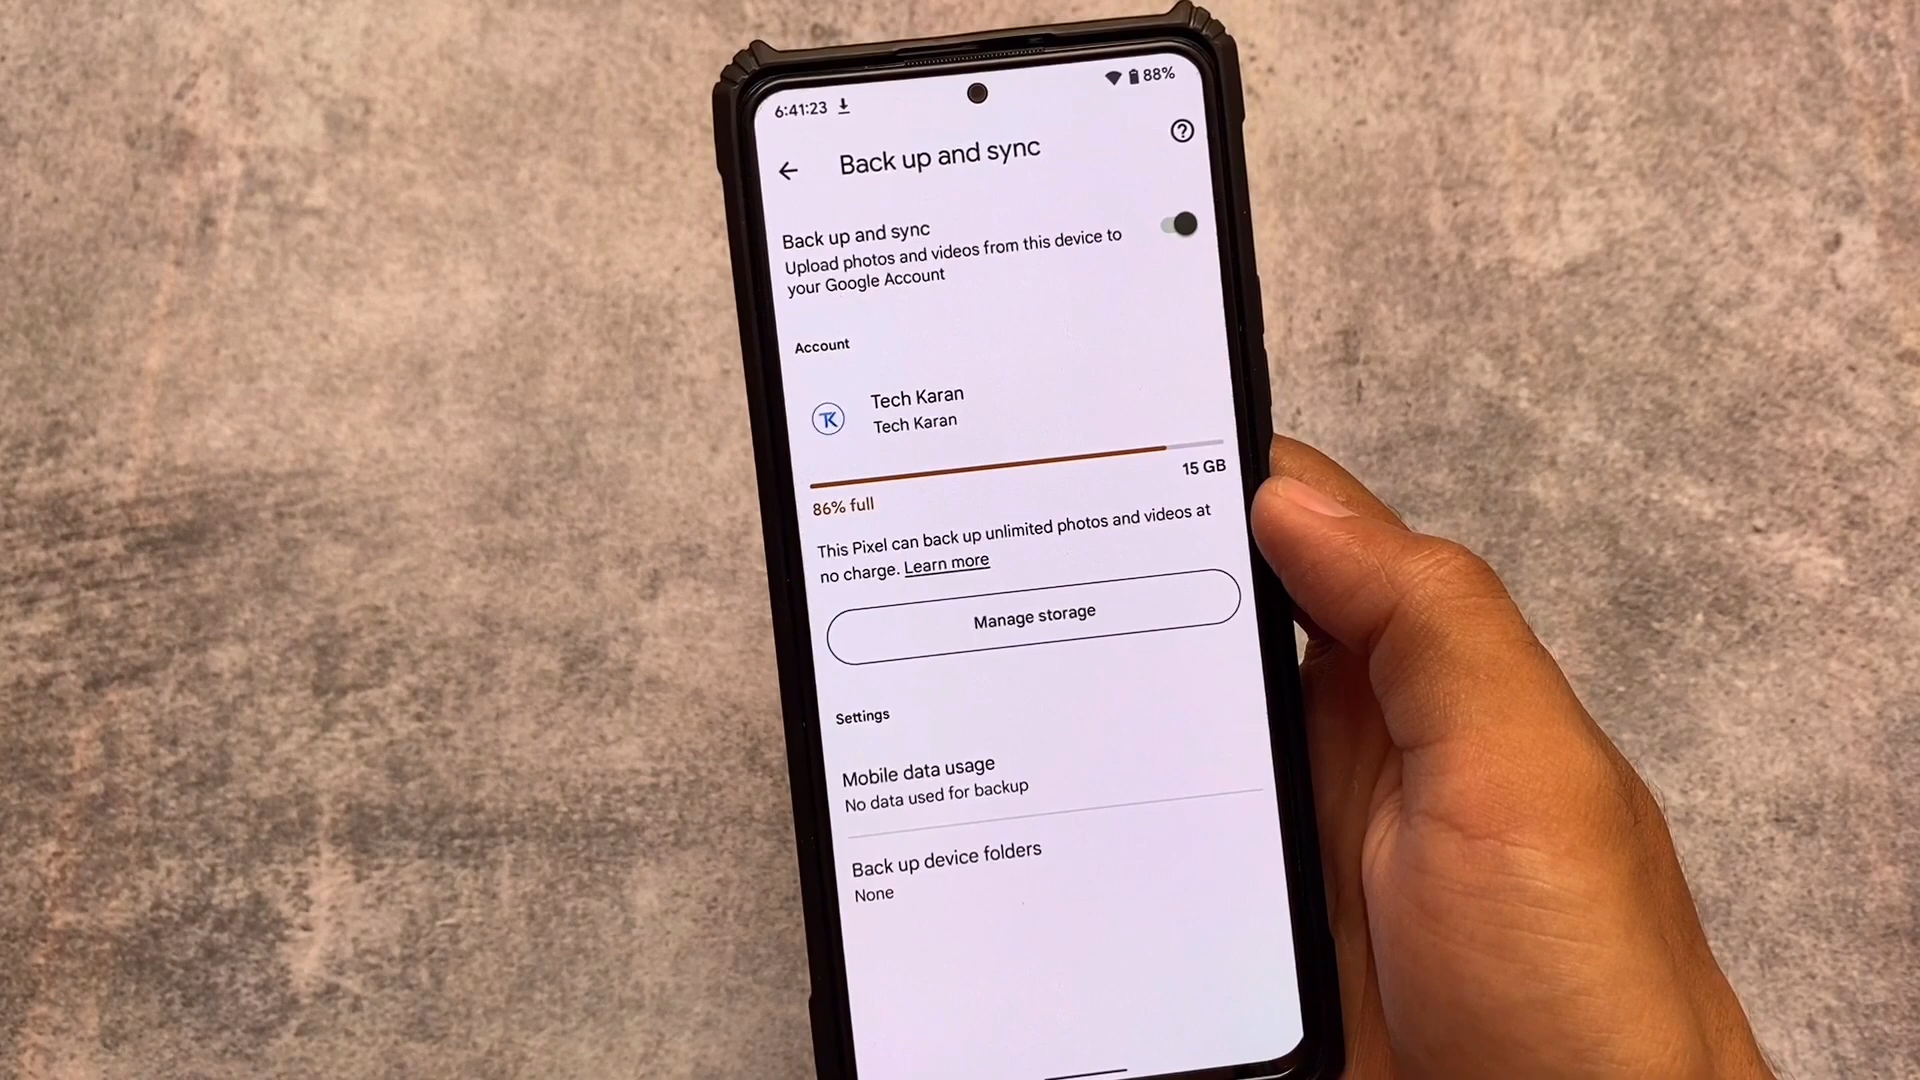 6:41:23
88%
Back up and sync
Back up and sync
Upload photos and videos from this device to
your Google Account
Account
TK
Tech Karan
Tech Karan
15 GB
86% full
This Pixel can back up unlimited photos and videos at
no charge. Learn more
Manage storage
Settings
Mobile data usage
No data used for backup
Back up device folders
None